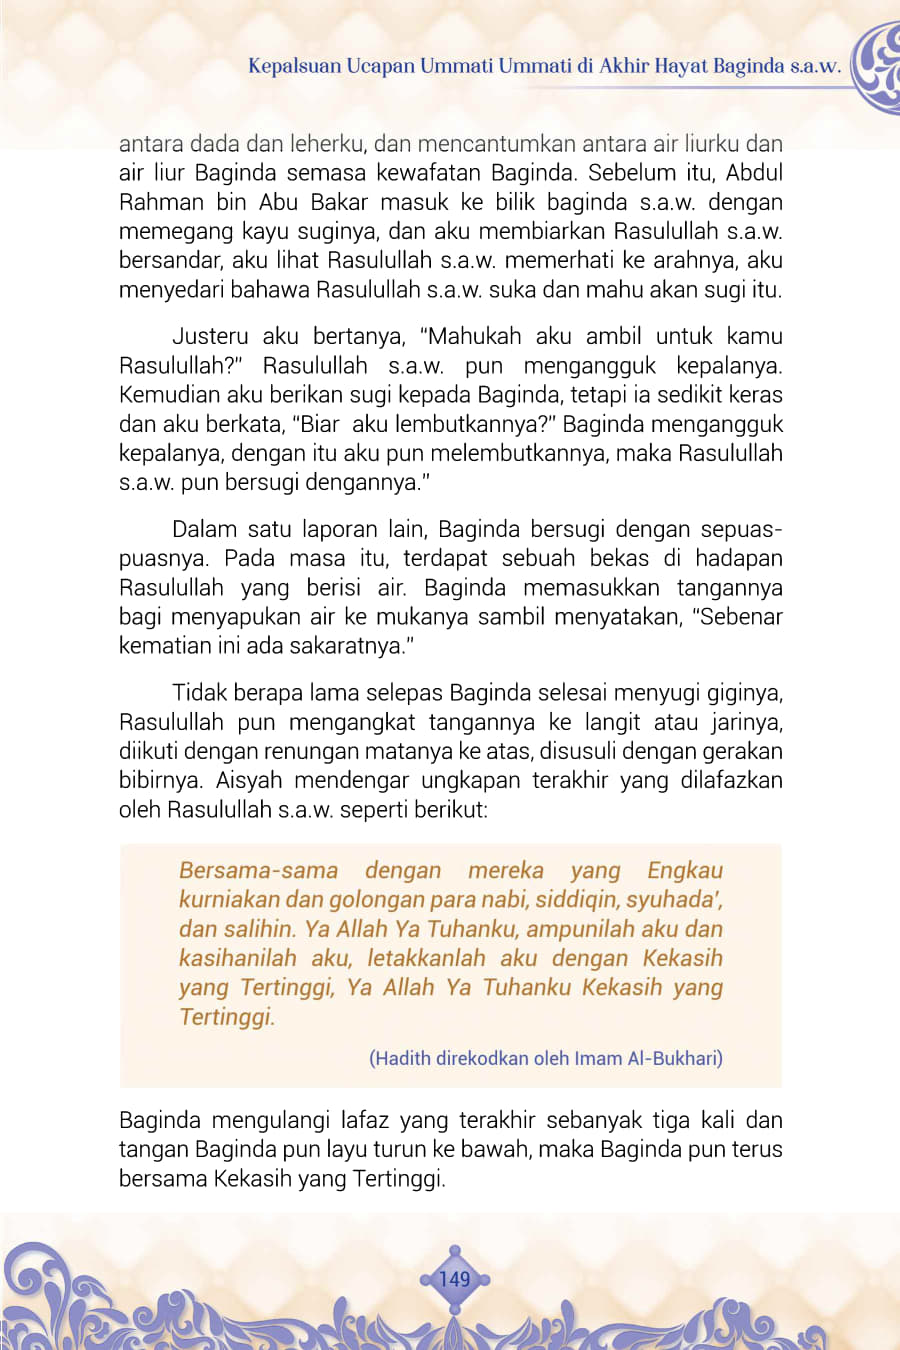 Kepalsuan Ucapan Ummati Ummati di Akhir Hayat Baginda s.a.w.
antara dada dan leherku, dan mencantumkan antara air liurku dan
air liur Baginda semasa kewafatan Baginda. Sebelum itu, Abdul
Rahman bin Abu Bakar masuk ke bilik baginda s.a.w. dengan
memegang kayu suginya, dan aku membiarkan Rasulullah s.a.w.
bersandar, aku lihat Rasulullah s.a.w. memerhati ke arahnya, aku
menyedari bahawa Rasulullah s.a.w. suka dan mahu akan sugi itu.
Justeru aku bertanya, “Mahukah aku ambil untuk kamu
Rasulullah?” Rasulullah s.a.w. pun mengangguk kepalanya.
Kemudian aku berikan sugi kepada Baginda, tetapi ia sedikit keras
dan aku berkata, “Biar  aku lembutkannya?” Baginda mengangguk
kepalanya, dengan itu aku pun melembutkannya, maka Rasulullah
s.a.w. pun bersugi dengannya.”
Dalam satu laporan lain, Baginda bersugi dengan sepuas-
puasnya. Pada masa itu, terdapat sebuah bekas di hadapan
Rasulullah yang berisi air. Baginda memasukkan tangannya
bagi menyapukan air ke mukanya sambil menyatakan, “Sebenar
kematian ini ada sakaratnya.”
Tidak berapa lama selepas Baginda selesai menyugi giginya,
Rasulullah pun mengangkat tangannya ke langit atau jarinya,
diikuti dengan renungan matanya ke atas, disusuli dengan gerakan
bibirnya. Aisyah mendengar ungkapan terakhir yang dilafazkan
oleh Rasulullah s.a.w. seperti berikut:
Bersama-sama dengan mereka yang Engkau
kurniakan dan golongan para nabi, siddiqin, syuhada’,
dan salihin. Ya Allah Ya Tuhanku, ampunilah aku dan
kasihanilah aku, letakkanlah aku dengan Kekasih
yang Tertinggi, Ya Allah Ya Tuhanku Kekasih yang
Tertinggi.
(Hadith direkodkan oleh Imam Al-Bukhari)
Baginda mengulangi lafaz yang terakhir sebanyak tiga kali dan
tangan Baginda pun layu turun ke bawah, maka Baginda pun terus
bersama Kekasih yang Tertinggi.
149